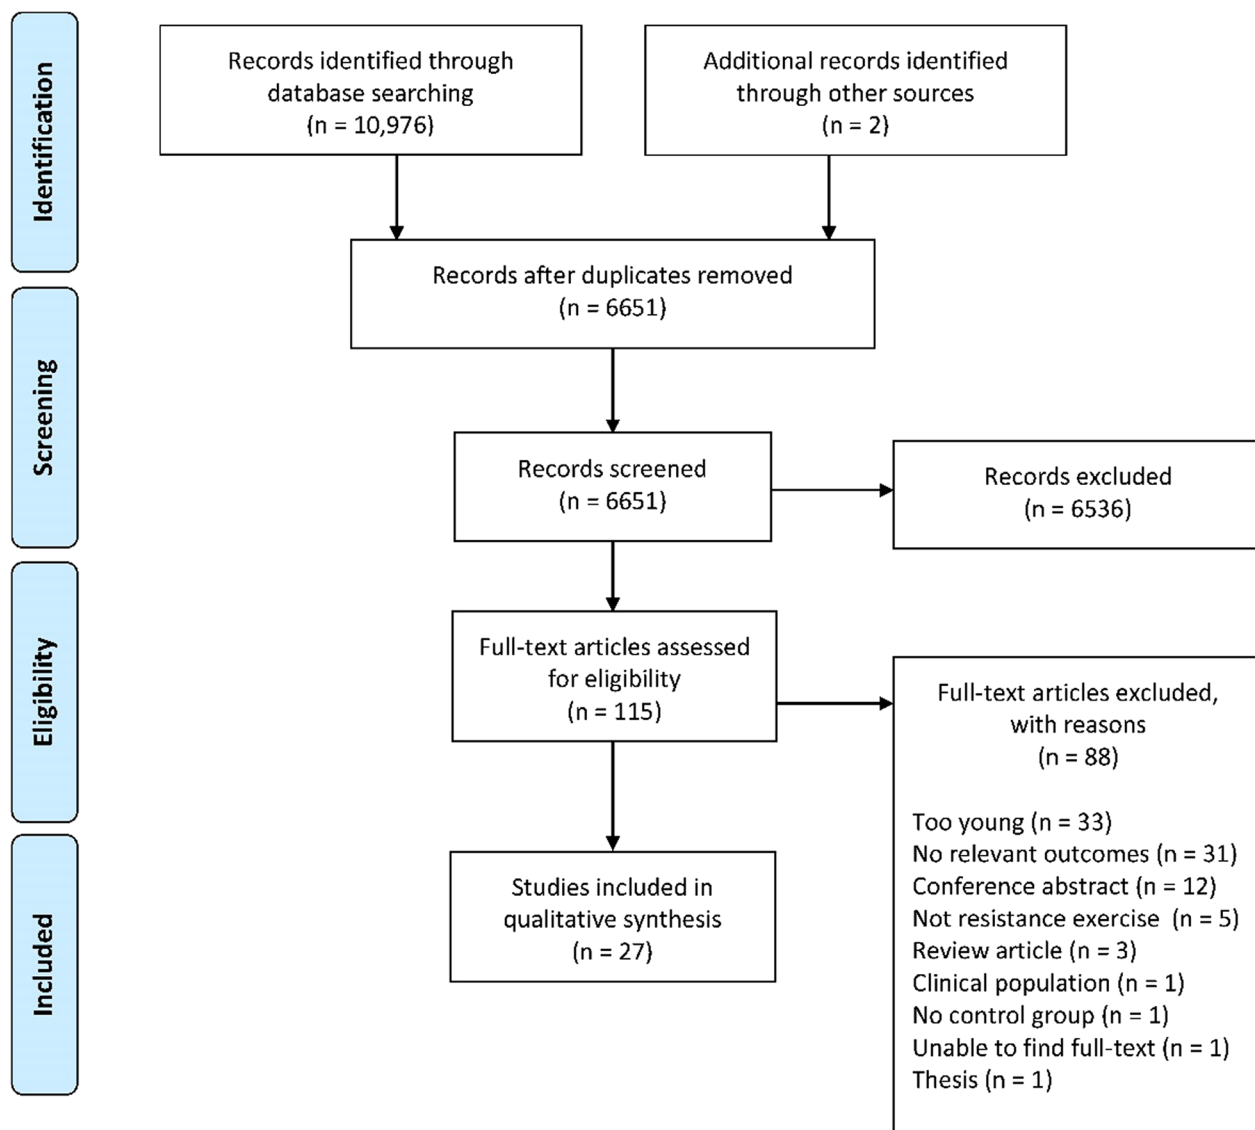 Identification
Records identified through
database searching
(n = 10,976)
Additional records identified
through other sources
(n = 2)
Records after duplicates removed
(n = 6651)
Screening
Records screened
(n = 6651)
Records excluded
(n = 6536)
Eligibility
Full-text articles assessed
for eligibility
(n = 115)
Full-text articles excluded,
with reasons
(n = 88)
Too young (n = 33)
No relevant outcomes (n = 31)
Conference abstract (n = 12)
Not resistance exercise (n = 5)
Review article (n = 3)
Clinical population (n = 1)
No control group (n = 1)
Unable to find full-text (n = 1)
Thesis (n = 1)
Included
Studies included in
qualitative synthesis
(n = 27)